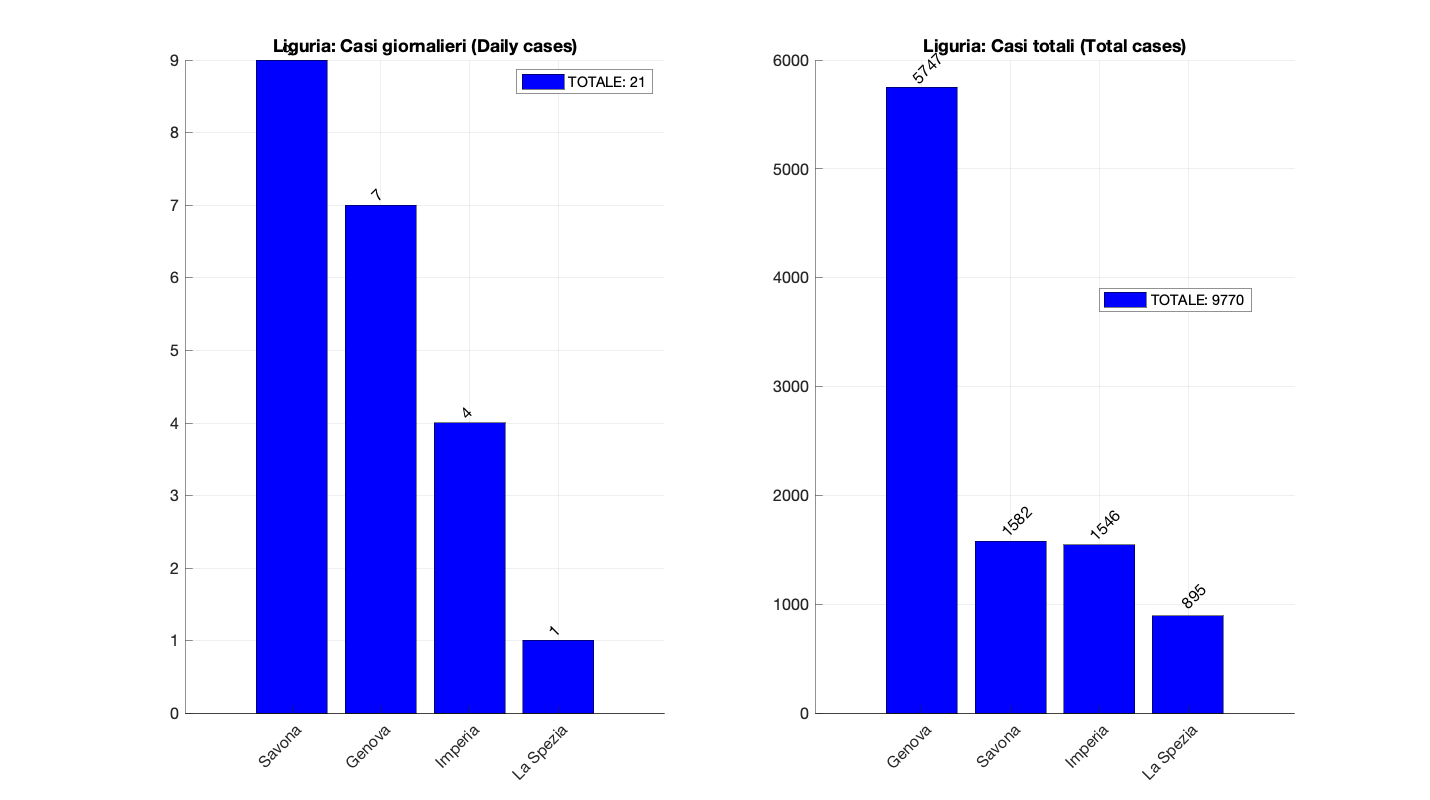 Liguria: Casi giornalieri (Daily cases)
9
TOTALE: 21
9
8
7
6
5
4
3
2
1
0
7
4
1
Savona
Genova
Imperia
La Spezia
Liguria: Casi totali (Total cases)
5747
TOTALE: 9770
6000
5000
4000
3000
2000
1000
0
1582
1546
895
Genova
Savona
Imperia
La Spezia